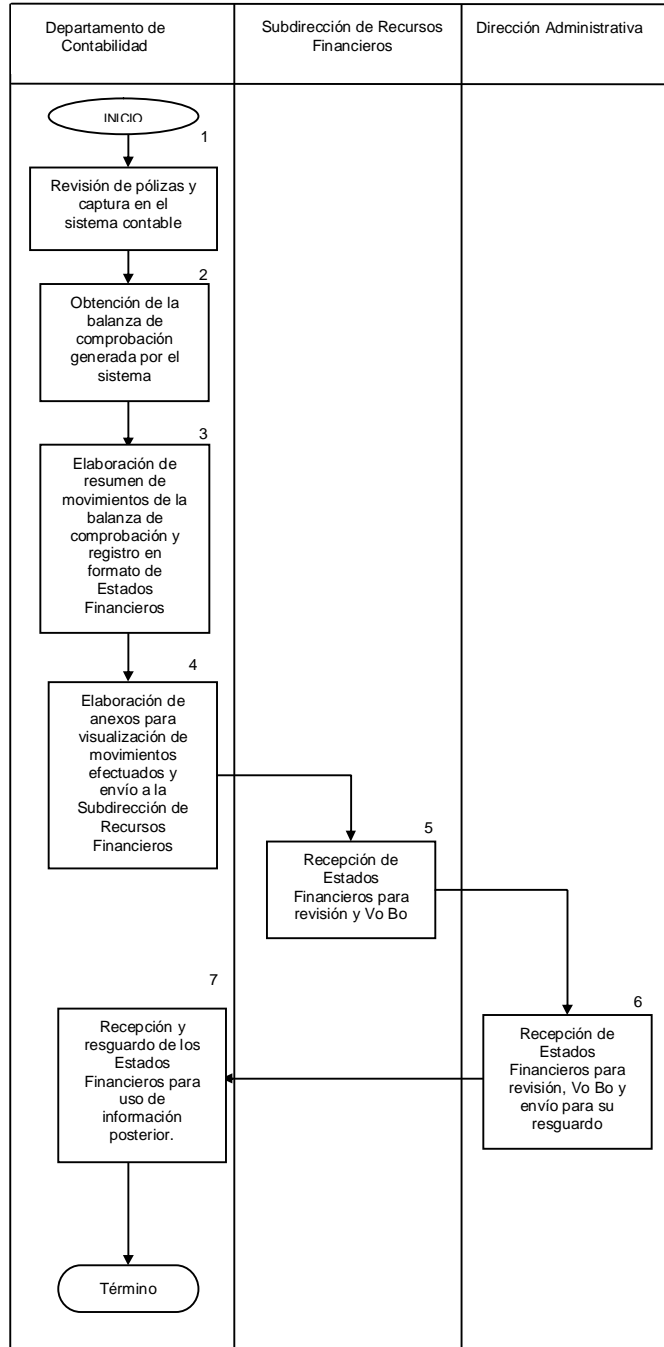 Departamento de
Contabilidad
Subdirección de Recursos
Financieros
Dirección Administrativa
INICIO
1
Revisión de pólizas y
captura en el
sistema contable
2
Obtención de la
balanza de
comprobación
generada por el
sistema
3
Elaboración de
resumen de
movimientos de la
balanza de
comprobación y
registro en
formato de
Estados
Financieros
4
Elaboración de
anexos para
visualización de
movimientos
efectuados y
envío a la
Subdirección de
Recursos
Financieros
5
Recepción de
Estados
Financieros para
revisión y Vo Bo
6
Recepción de
Estados
Financieros para
revisión, Vo Bo y
envío para su
resguardo
7
Recepción y
resguardo de los
Estados
Financieros para
uso de
información
posterior.
Término